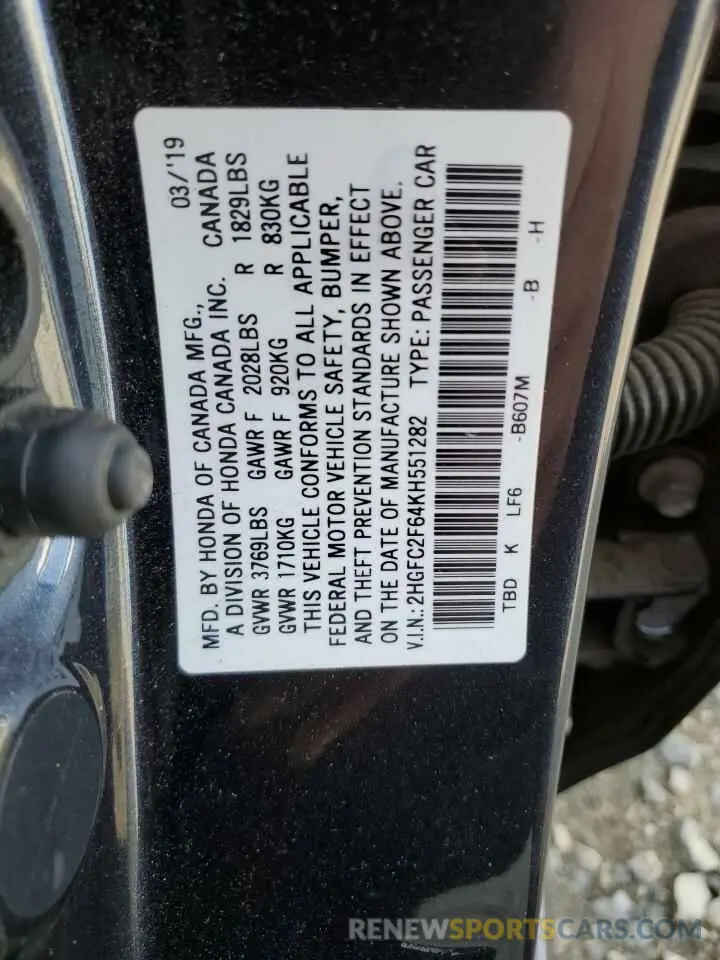 MFD. BY HONDA OF CANADA MFG., 03/'19
A DIVISION OF HONDA CANADA INC. CANADA
GVWR 3769LBS GAWR F 2028LBS R 1829LBS
GVWR 1710KG GAWR F 920KG R 830KG
THIS VEHICLE CONFORMS TO ALL APPLICABLE
FEDERAL MOTOR VEHICLE SAFETY, BUMPER,
AND THEFT PREVENTION STANDARDS IN EFFECT
ON THE DATE OF MANUFACTURE SHOWN ABOVE.
V.I.N.: 2HGFC2F64KH551282 TYPE: PASSENGER CAR
TBD K LF6 -B607M -B -H
RENEWSPORTSCARS.COM